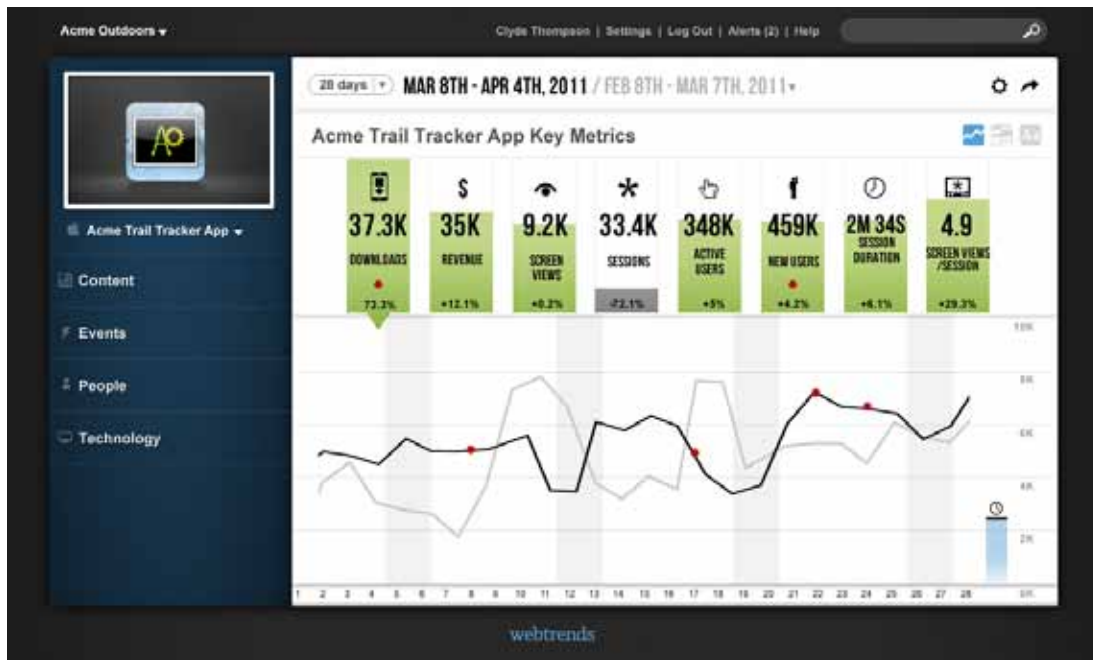 Acme Outdoors
Clyde Thompson | Settings | Log Out | Alerts (2) | Help
28 days
MAR 8TH - APR 4TH, 2011 / FEB 8TH - MAR 7TH, 2011
Acme Trail Tracker App Key Metrics
AO
Acme Trail Tracker App
Content
Events
People
Technology
37.3K
DOWNLOADS
73.3%
$
35K
REVENUE
+12.1%
9.2K
SCREEN
VIEWS
+0.2%
33.4K
SESSIONS
-72.1%
348K
ACTIVE
USERS
+5%
459K
NEW USERS
+4.2%
2M 34S
SESSION
DURATION
+6.1%
4.9
SCREEN VIEWS
/SESSION
+29.3%
10K
8K
6K
4K
2K
0K
1 2 3 4 5 6 7 8 9 10 11 12 13 14 15 16 17 18 19 20 21 22 23 24 25 26 27 28
webtrends